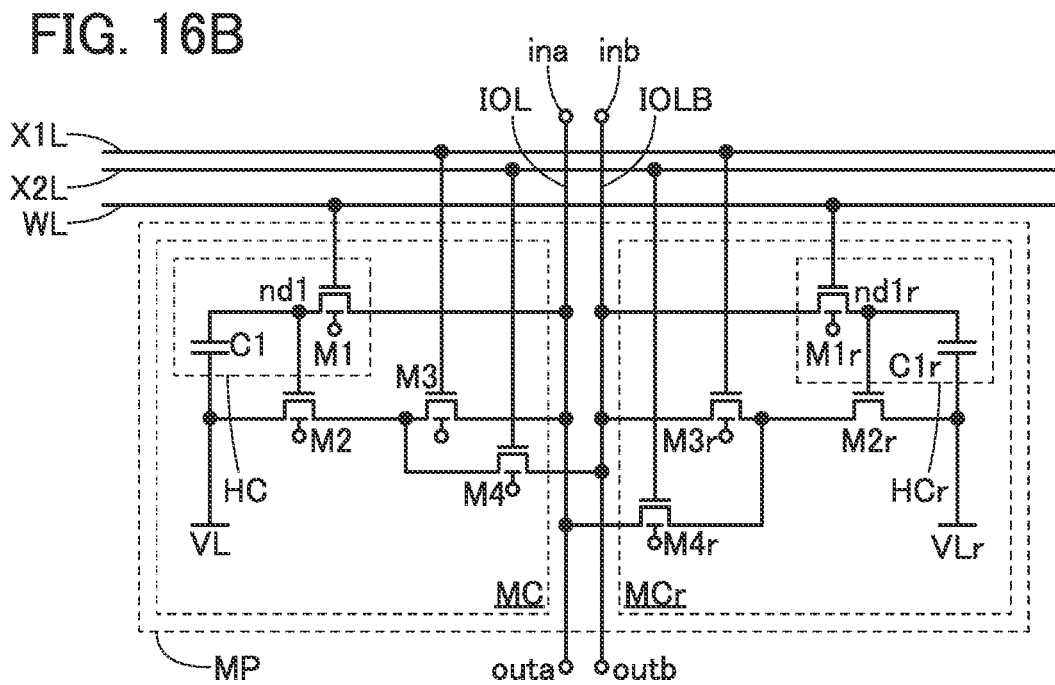 FIG. 16B
ina
inb
IOL
IOLB
X1L
X2L
WL
nd1
nd1r
C1
M1
M1r
C1r
M3
M2
M3r
M2r
HC
M4
HCr
VL
M4r
VLr
MC
MCr
MP
outa
outb